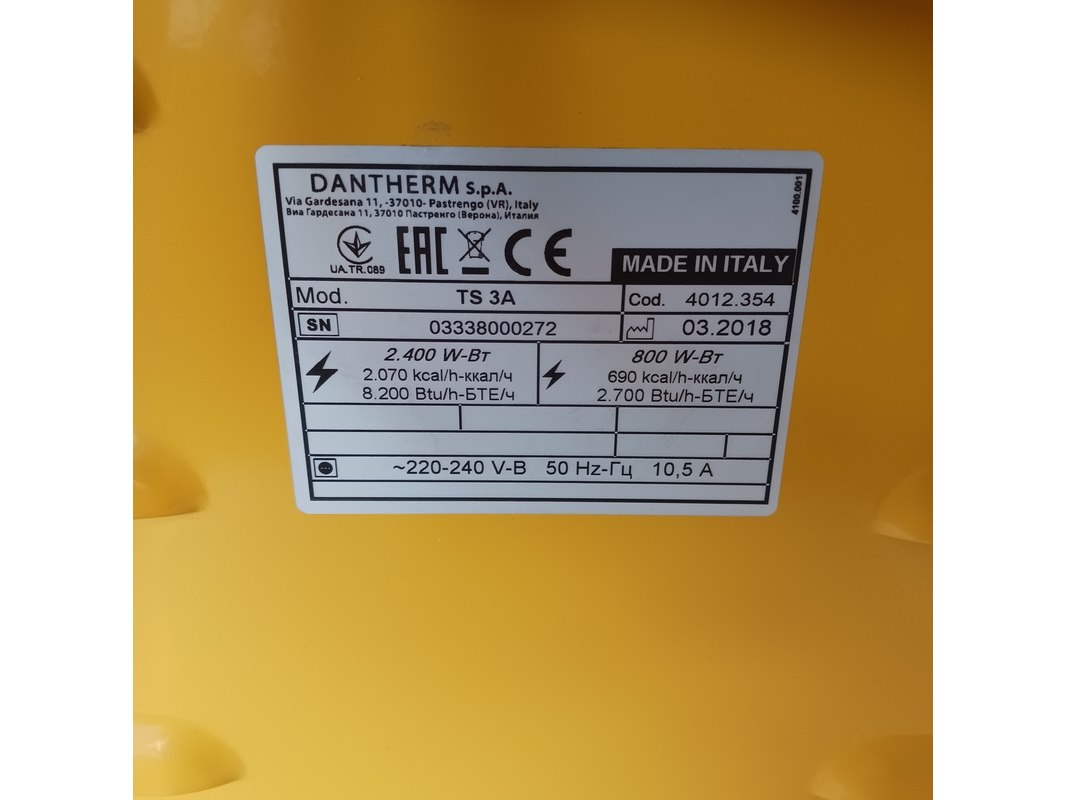 DANTHERM S.p.A.
Via Gardesana 11, -37010- Pastrengo (VR), Italy
Виа Гардесана 11, 37010 Пастренго (Верона), Италия
4100.001
UA.TR.089
EAC
CE
MADE IN ITALY
Mod. TS 3A Cod. 4012.354
SN 03338000272 03.2018
2.400 W-Вт 800 W-Вт
2.070 kcal/h-ккал/ч 690 kcal/h-ккал/ч
8.200 Btu/h-БТЕ/ч 2.700 Btu/h-БТЕ/ч
~220-240 V-В 50 Hz-Гц 10,5 A